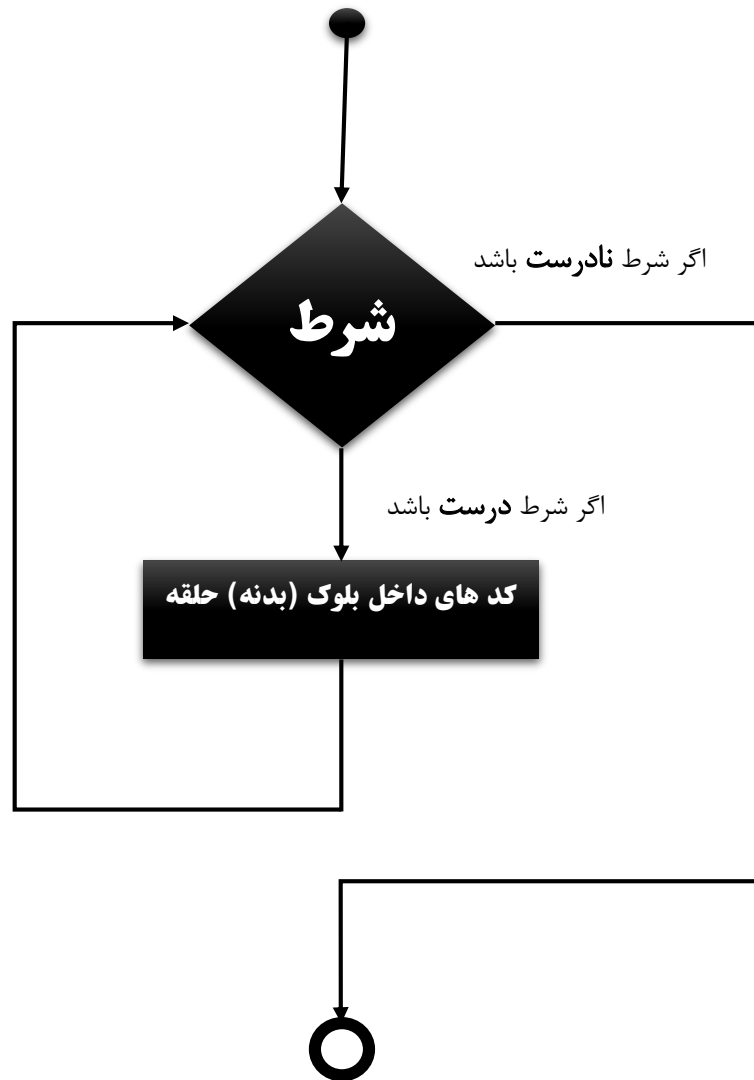 اگر شرط نادرست باشد
شرط
اگر شرط درست باشد
کد های داخل بلوک (بدنه) حلقه